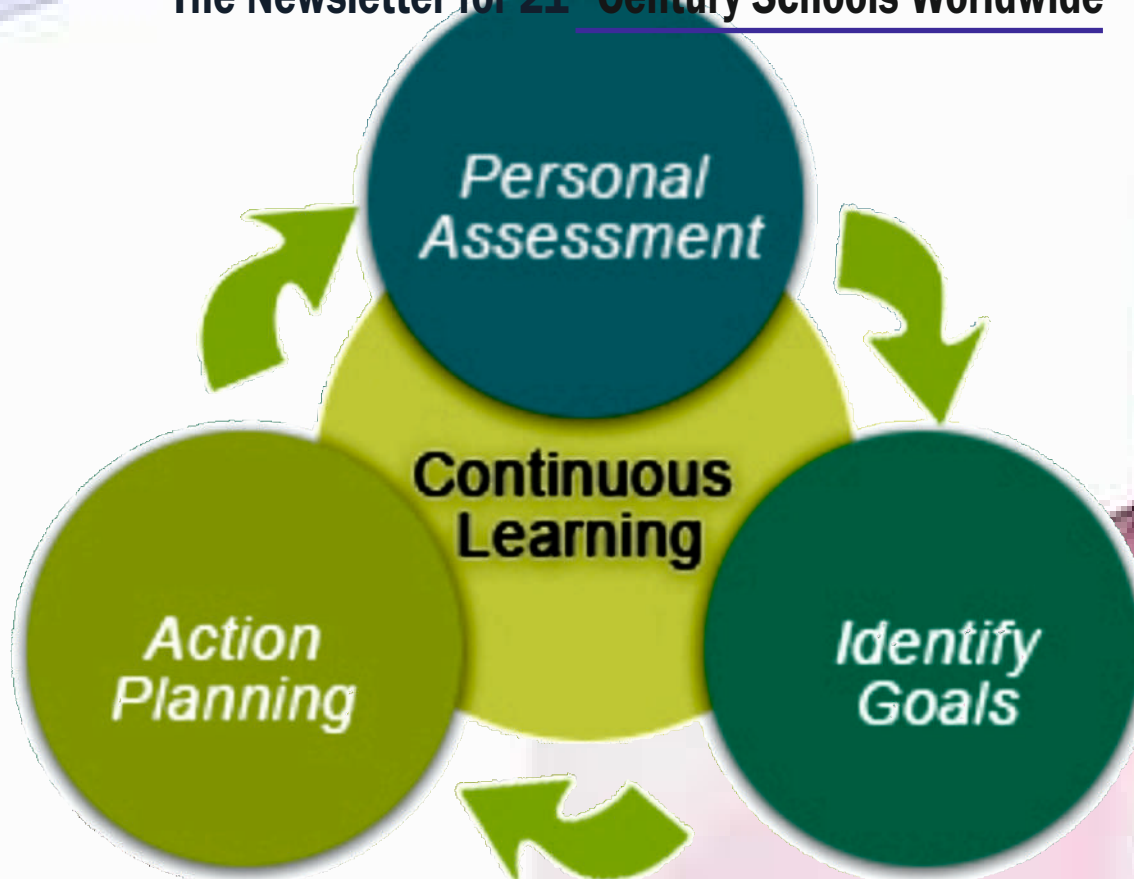 The Newsletter for 21 Century Schools Worldwide
Personal
Assessment
Continuous
Learning
Action
Planning
Identify
Goals